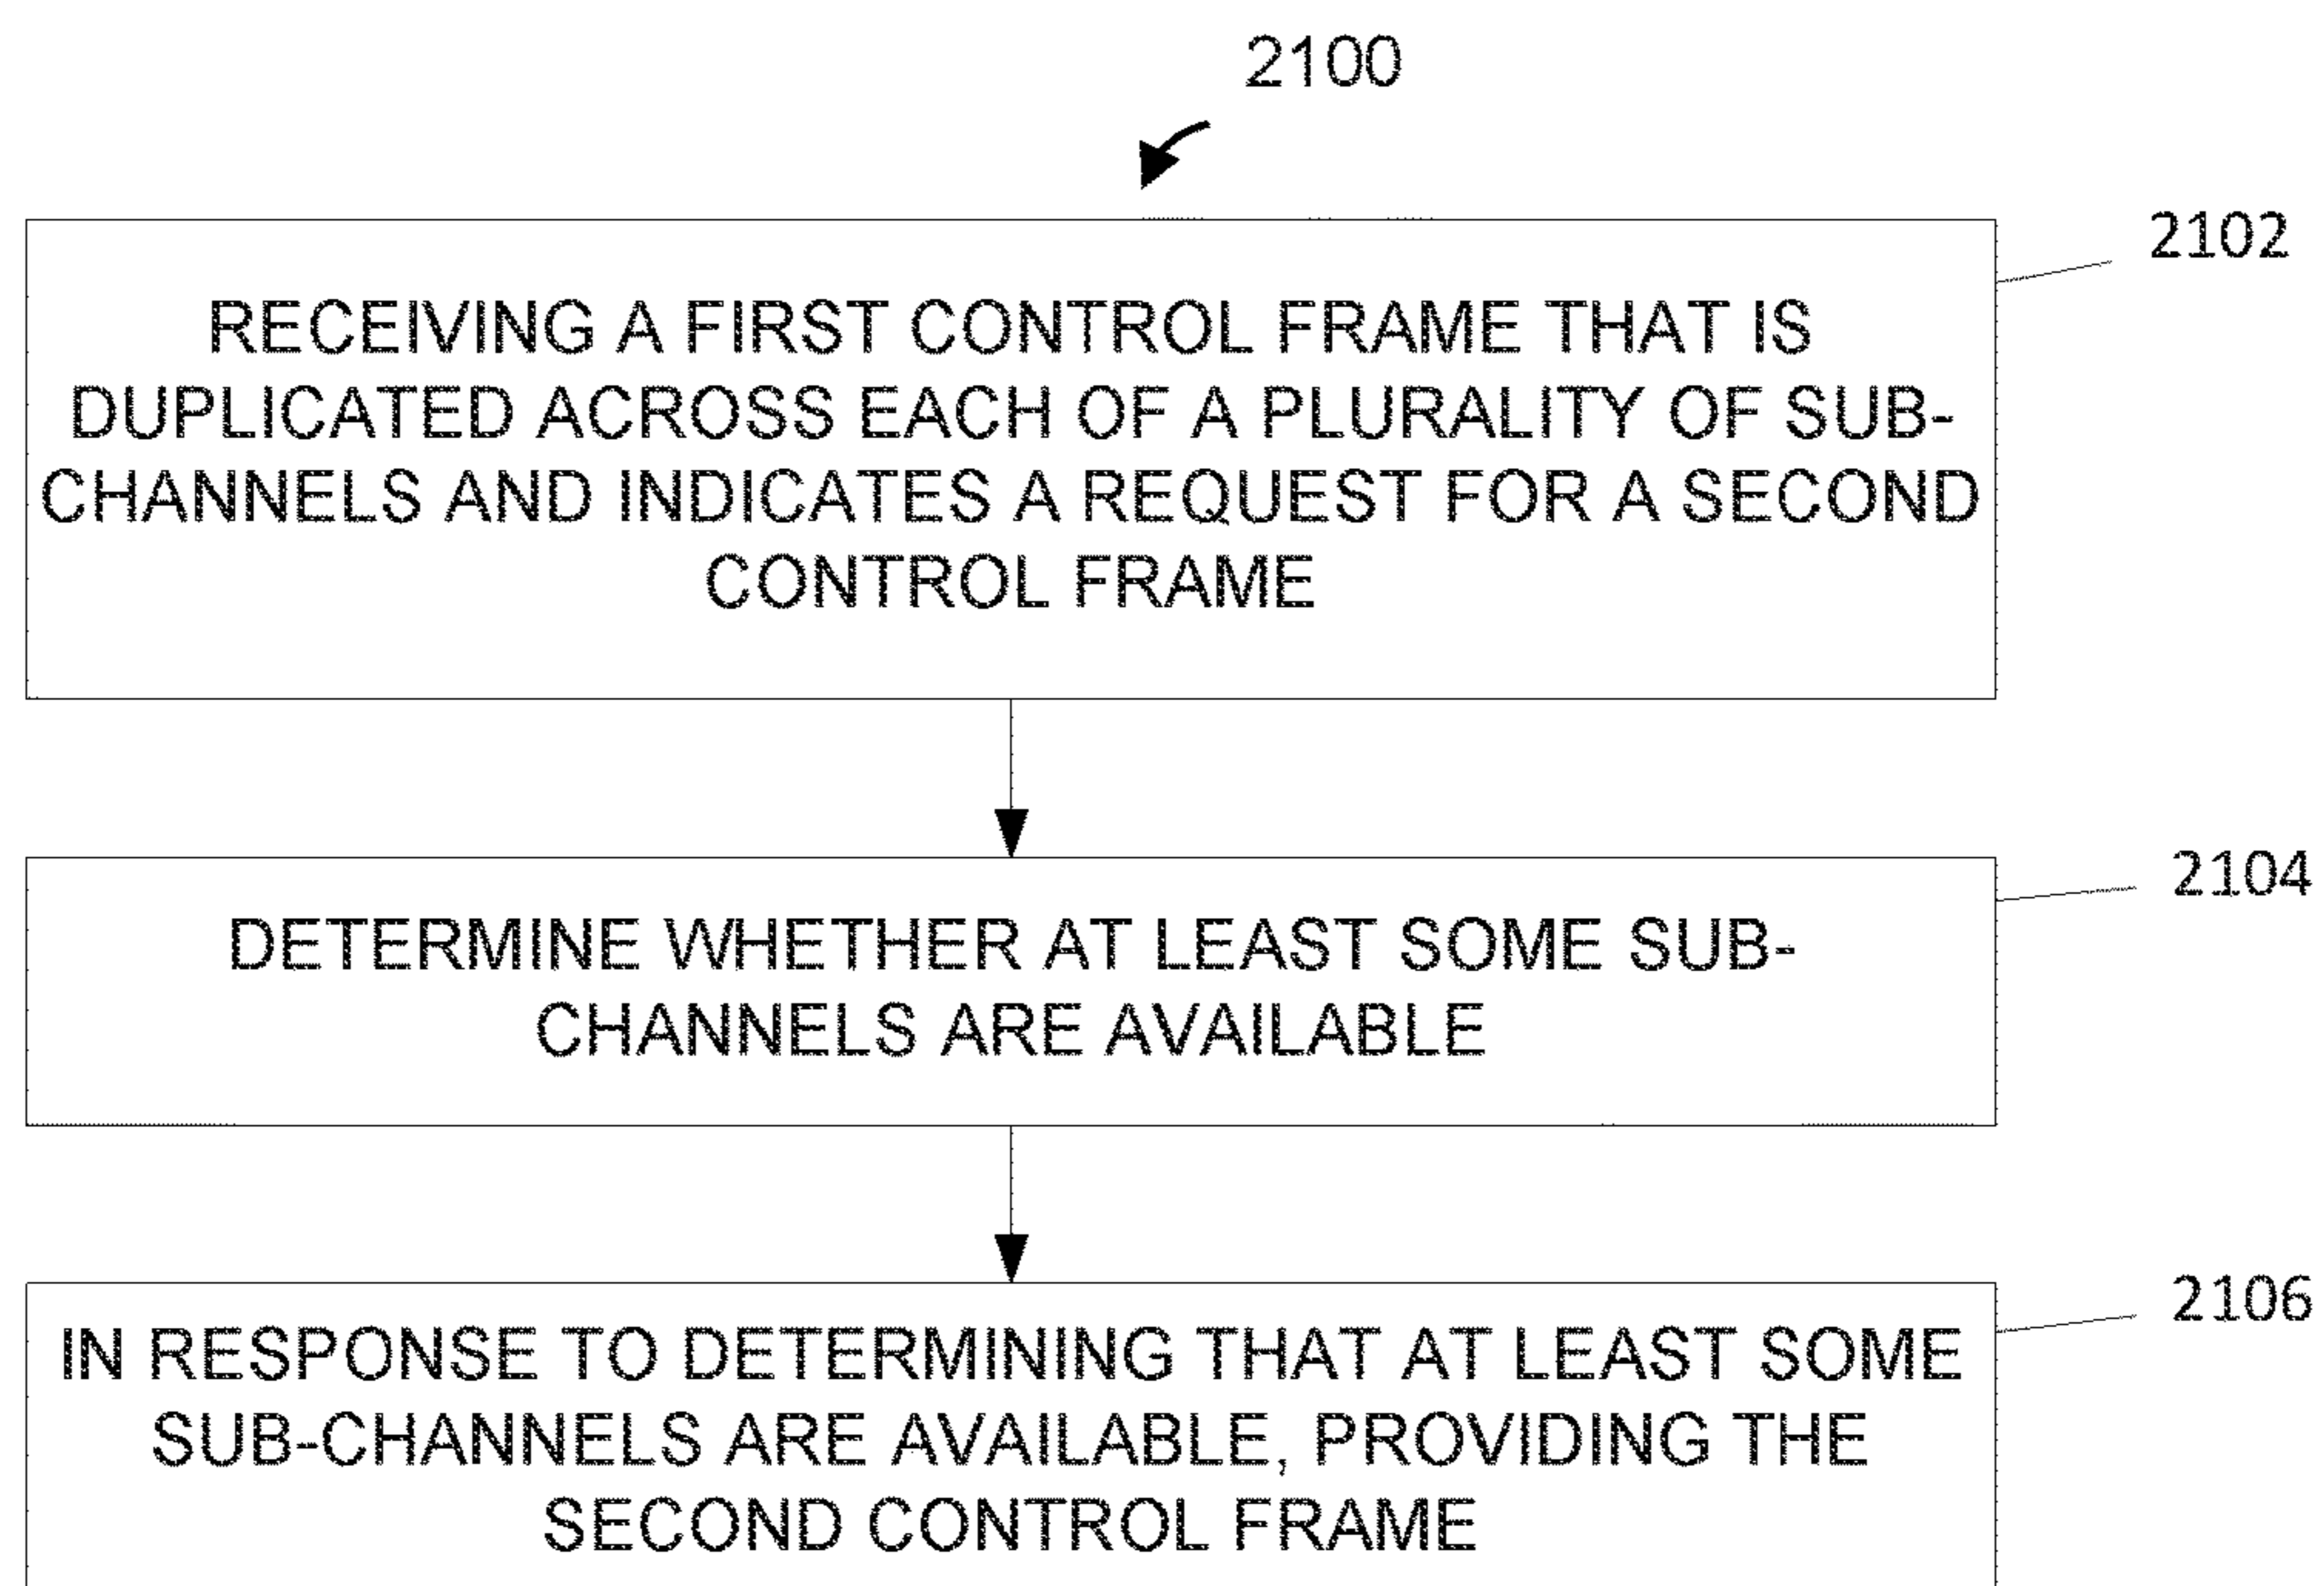 2100
2102
RECEIVING A FIRST CONTROL FRAME THAT IS
DUPLICATED ACROSS EACH OF A PLURALITY OF SUB-
CHANNELS AND INDICATES A REQUEST FOR A SECOND
CONTROL FRAME
2104
DETERMINE WHETHER AT LEAST SOME SUB-
CHANNELS ARE AVAILABLE
2106
IN RESPONSE TO DETERMINING THAT AT LEAST SOME
SUB-CHANNELS ARE AVAILABLE, PROVIDING THE
SECOND CONTROL FRAME